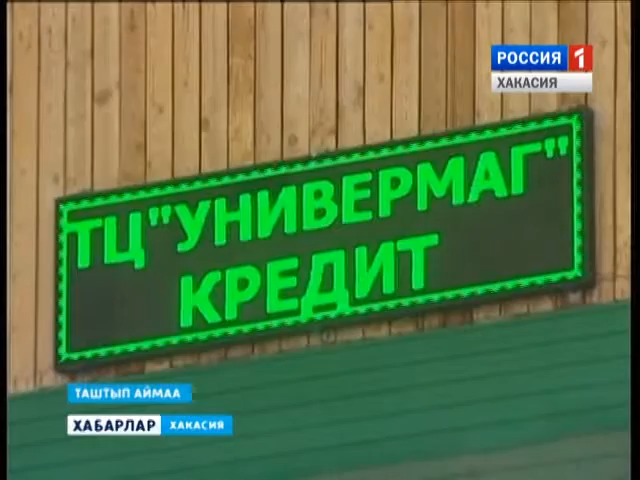 РОССИЯ 1
ХАКАСИЯ
ТЦ"УНИВЕРМАГ"
КРЕДИТ
ТАШТЫП АЙМАА
ХАБАРЛАР ХАКАСИЯ